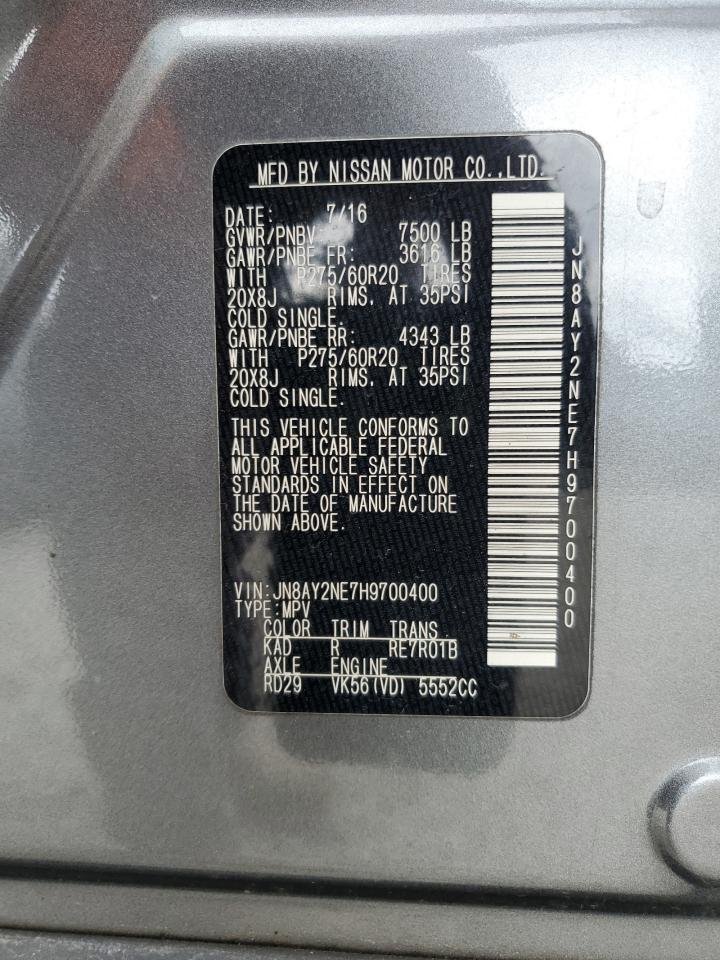 MFD BY NISSAN MOTOR CO.,LTD.
DATE: 7/16
GVWR/PNBV 7500 LB
GAWR/PNBE FR: 3616 LB
WITH P275/60R20 TIRES
20X8J RIMS, AT 35PSI
COLD SINGLE.
GAWR/PNBE RR: 4343 LB
WITH P275/60R20 TIRES
20X8J RIMS, AT 35PSI
COLD SINGLE.
THIS VEHICLE CONFORMS TO
ALL APPLICABLE FEDERAL
MOTOR VEHICLE SAFETY
STANDARDS IN EFFECT ON
THE DATE OF MANUFACTURE
SHOWN ABOVE.
VIN:JN8AY2NE7H9700400
TYPE:MPV
COLOR TRIM TRANS
KAD R RE7R01B
AXLE ENGINE
RD29 VK56(VD) 5552CC
JN8AY2NE7H9700400